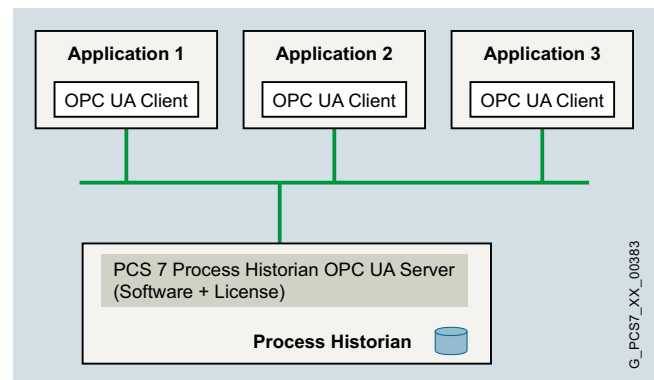 Application 1
OPC UA Client
Application 2
OPC UA Client
Application 3
OPC UA Client
PCS 7 Process Historian OPC UA Server
(Software + License)
Process Historian
G_PCS7_XX_00383